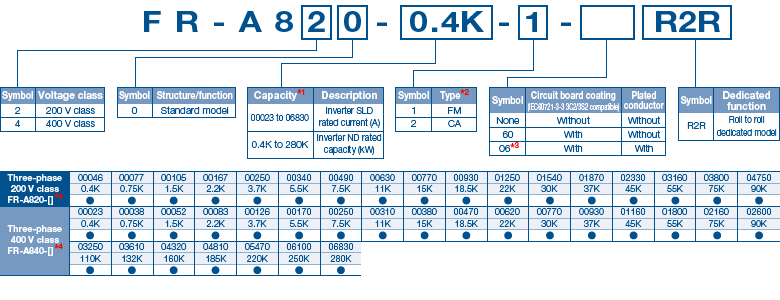 FR-A820-0.4K-1- R2R
Symbol Voltage class
2 200 V class
4 400 V class
Symbol Structure/function
0 Standard model
Capacity*1 Description
00023 to 06830 Inverter SLD rated current (A)
0.4K to 280K Inverter ND rated capacity (kW)
Symbol Type*2
1 FM
2 CA
Symbol Circuit board coating (IEC60721-3-3 3C2/3S2 compatible) Plated conductor
None Without Without
60 With Without
06*3 With With
Symbol Dedicated function
R2R Roll to roll dedicated model
Three-phase 200 V class FR-A820-[]
00046 00077 00105 00167 00250 00340 00490 00630 00770 00930 01250 01540 01870 02330 03160 03800 04750
0.4K 0.75K 1.5K 2.2K 3.7K 5.5K 7.5K 11K 15K 18.5K 22K 30K 37K 45K 55K 75K 90K
● ● ● ● ● ● ● ● ● ● ● ● ● ● ● ● ●
Three-phase 400 V class FR-A840-[]*4
00023 00038 00052 00083 00126 00170 00250 00310 00380 00470 00620 00770 00930 01160 01800 02160 02600
0.4K 0.75K 1.5K 2.2K 3.7K 5.5K 7.5K 11K 15K 18.5K 22K 30K 37K 45K 55K 75K 90K
● ● ● ● ● ● ● ● ● ● ● ● ● ● ● ● ●
03250 03610 04320 04810 05470 06100 06830
110K 132K 160K 185K 220K 250K 280K
● ● ● ● ● ● ●